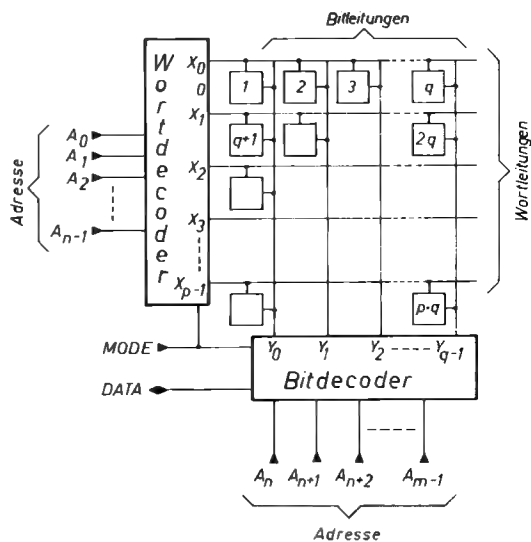 Bitleitungen
Wortdecoder
X0
0
1
2
3
q
X1
q+1
2q
X2
X3
Xp-1
p·q
Adresse
A0
A1
A2
An-1
Wortleitungen
MODE
DATA
Y0 Y1 Y2 Yq-1
Bitdecoder
An An+1 An+2 Am-1
Adresse